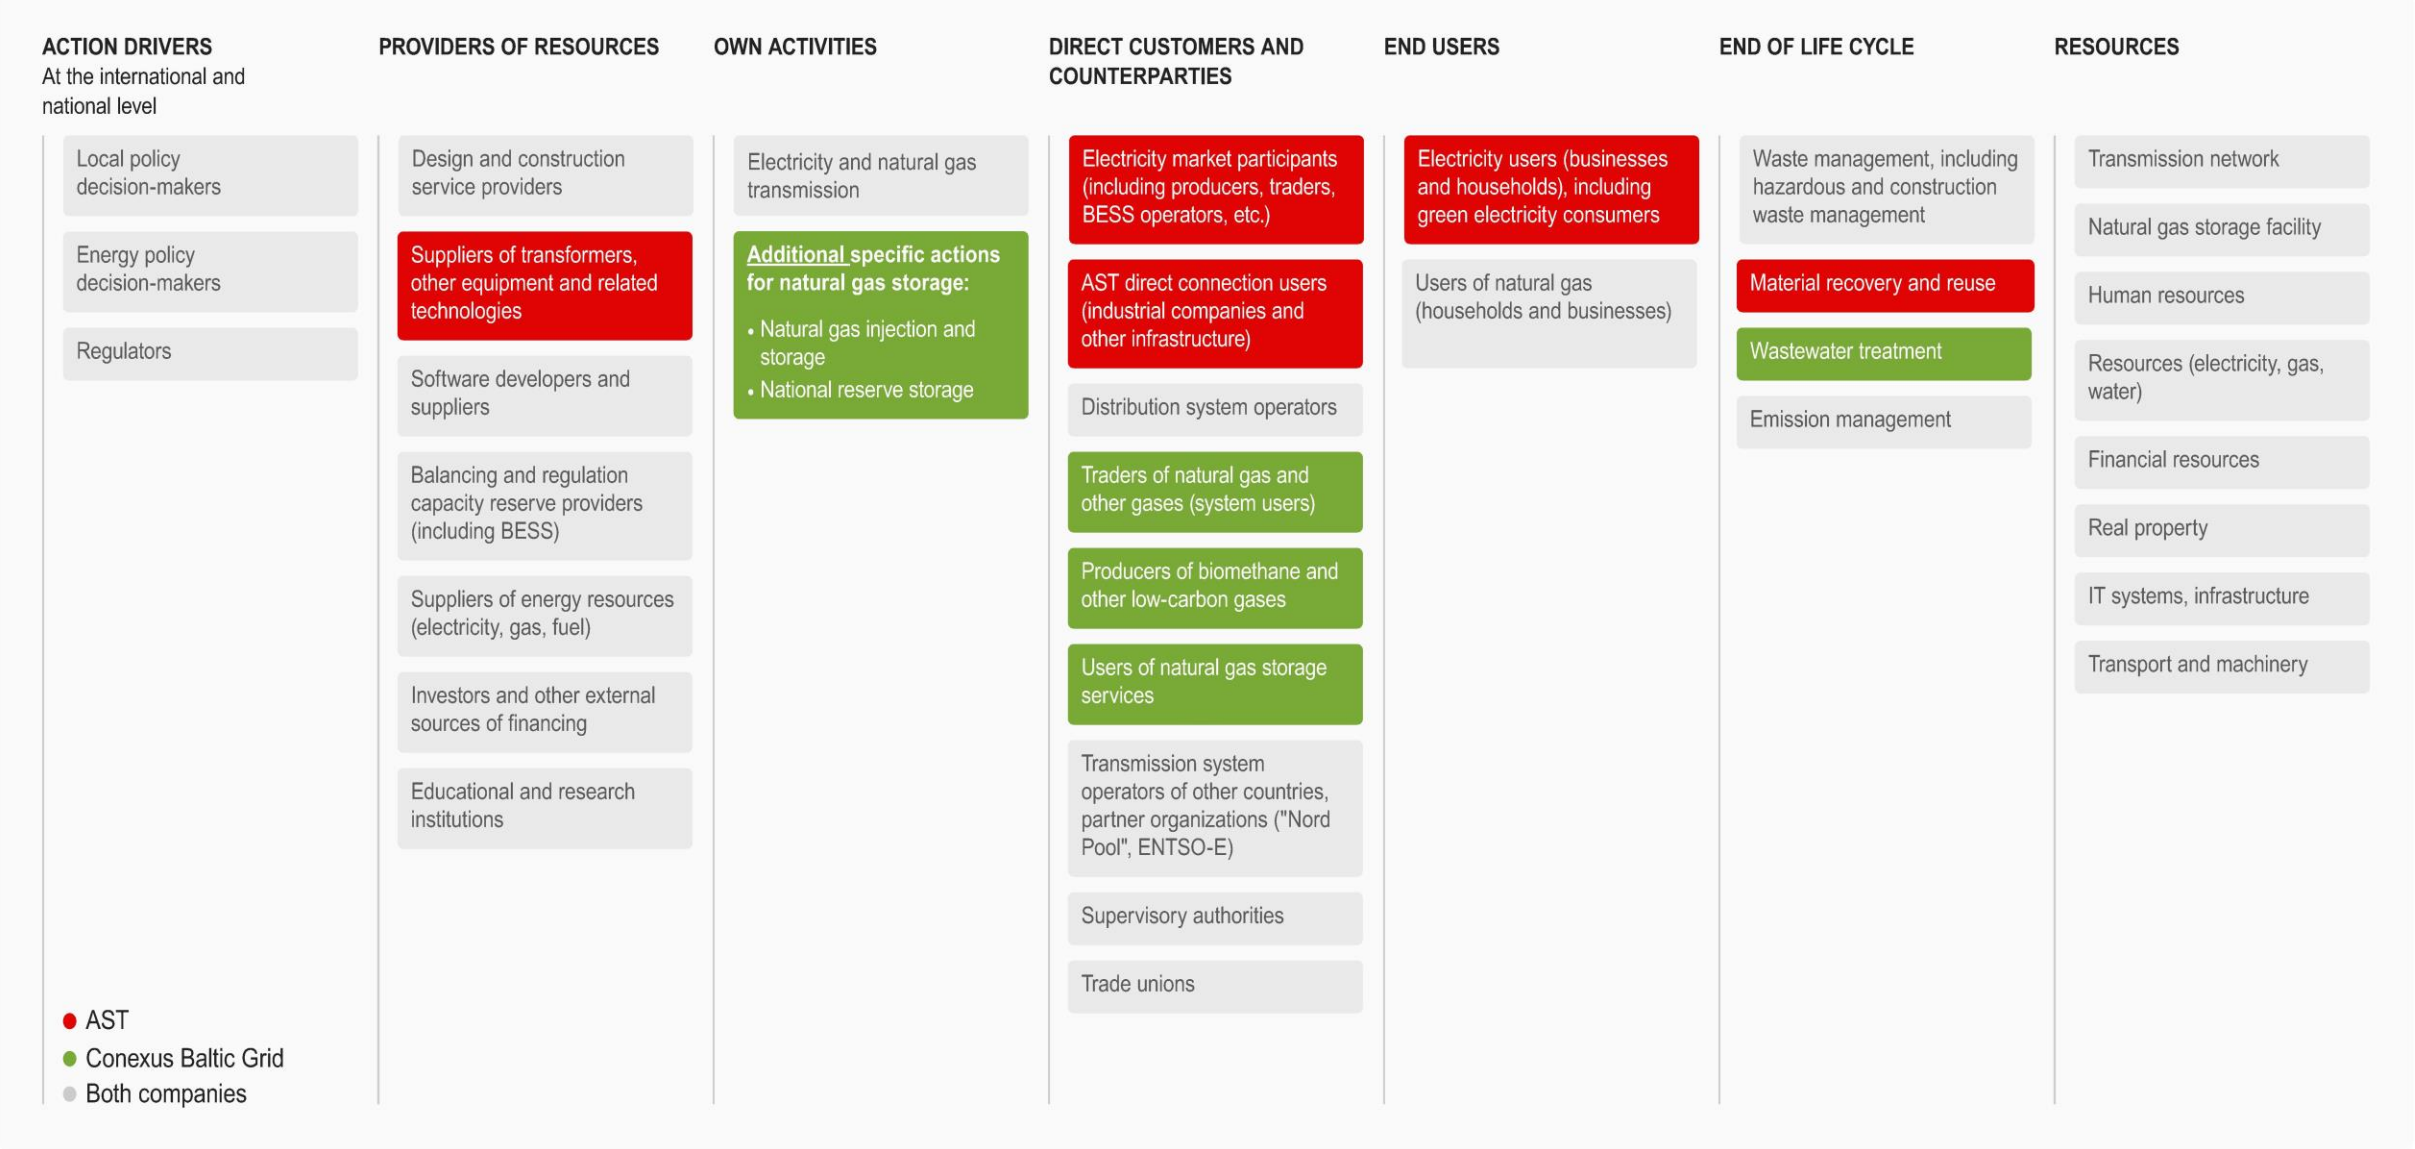 ACTION DRIVERS
At the international and
national level
Local policy
decision-makers
Energy policy
decision-makers
Regulators
PROVIDERS OF RESOURCES
Design and construction
service providers
Suppliers of transformers,
other equipment and related
technologies
Software developers and
suppliers
Balancing and regulation
capacity reserve providers
(including BESS)
Suppliers of energy resources
(electricity, gas, fuel)
Investors and other external
sources of financing
Educational and research
institutions
OWN ACTIVITIES
Electricity and natural gas
transmission
Additional specific actions
for natural gas storage:
• Natural gas injection and
storage
• National reserve storage
DIRECT CUSTOMERS AND
COUNTERPARTIES
Electricity market participants
(including producers, traders,
BESS operators, etc.)
AST direct connection users
(industrial companies and
other infrastructure)
Distribution system operators
Traders of natural gas and
other gases (system users)
Producers of biomethane and
other low-carbon gases
Users of natural gas storage
services
Transmission system
operators of other countries,
partner organizations ("Nord
Pool", ENTSO-E)
Supervisory authorities
Trade unions
END USERS
Electricity users (businesses
and households), including
green electricity consumers
Users of natural gas
(households and businesses)
END OF LIFE CYCLE
Waste management, including
hazardous and construction
waste management
Material recovery and reuse
Wastewater treatment
Emission management
RESOURCES
Transmission network
Natural gas storage facility
Human resources
Resources (electricity, gas,
water)
Financial resources
Real property
IT systems, infrastructure
Transport and machinery
AST
Conexus Baltic Grid
Both companies